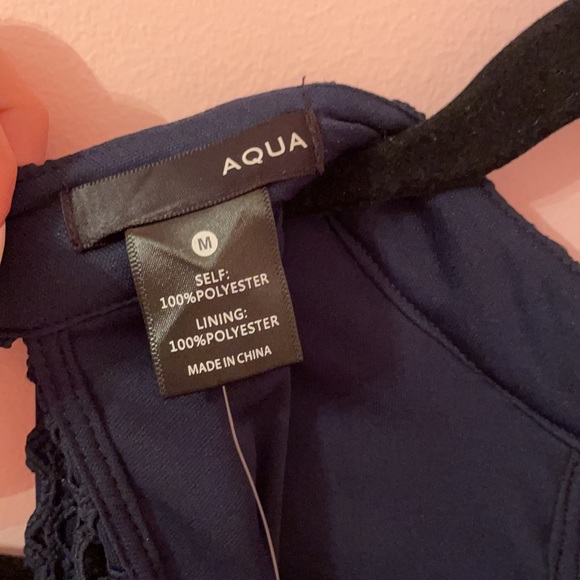 AQUA
M
SELF:
100%POLYESTER
LINING:
100%POLYESTER
MADE IN CHINA